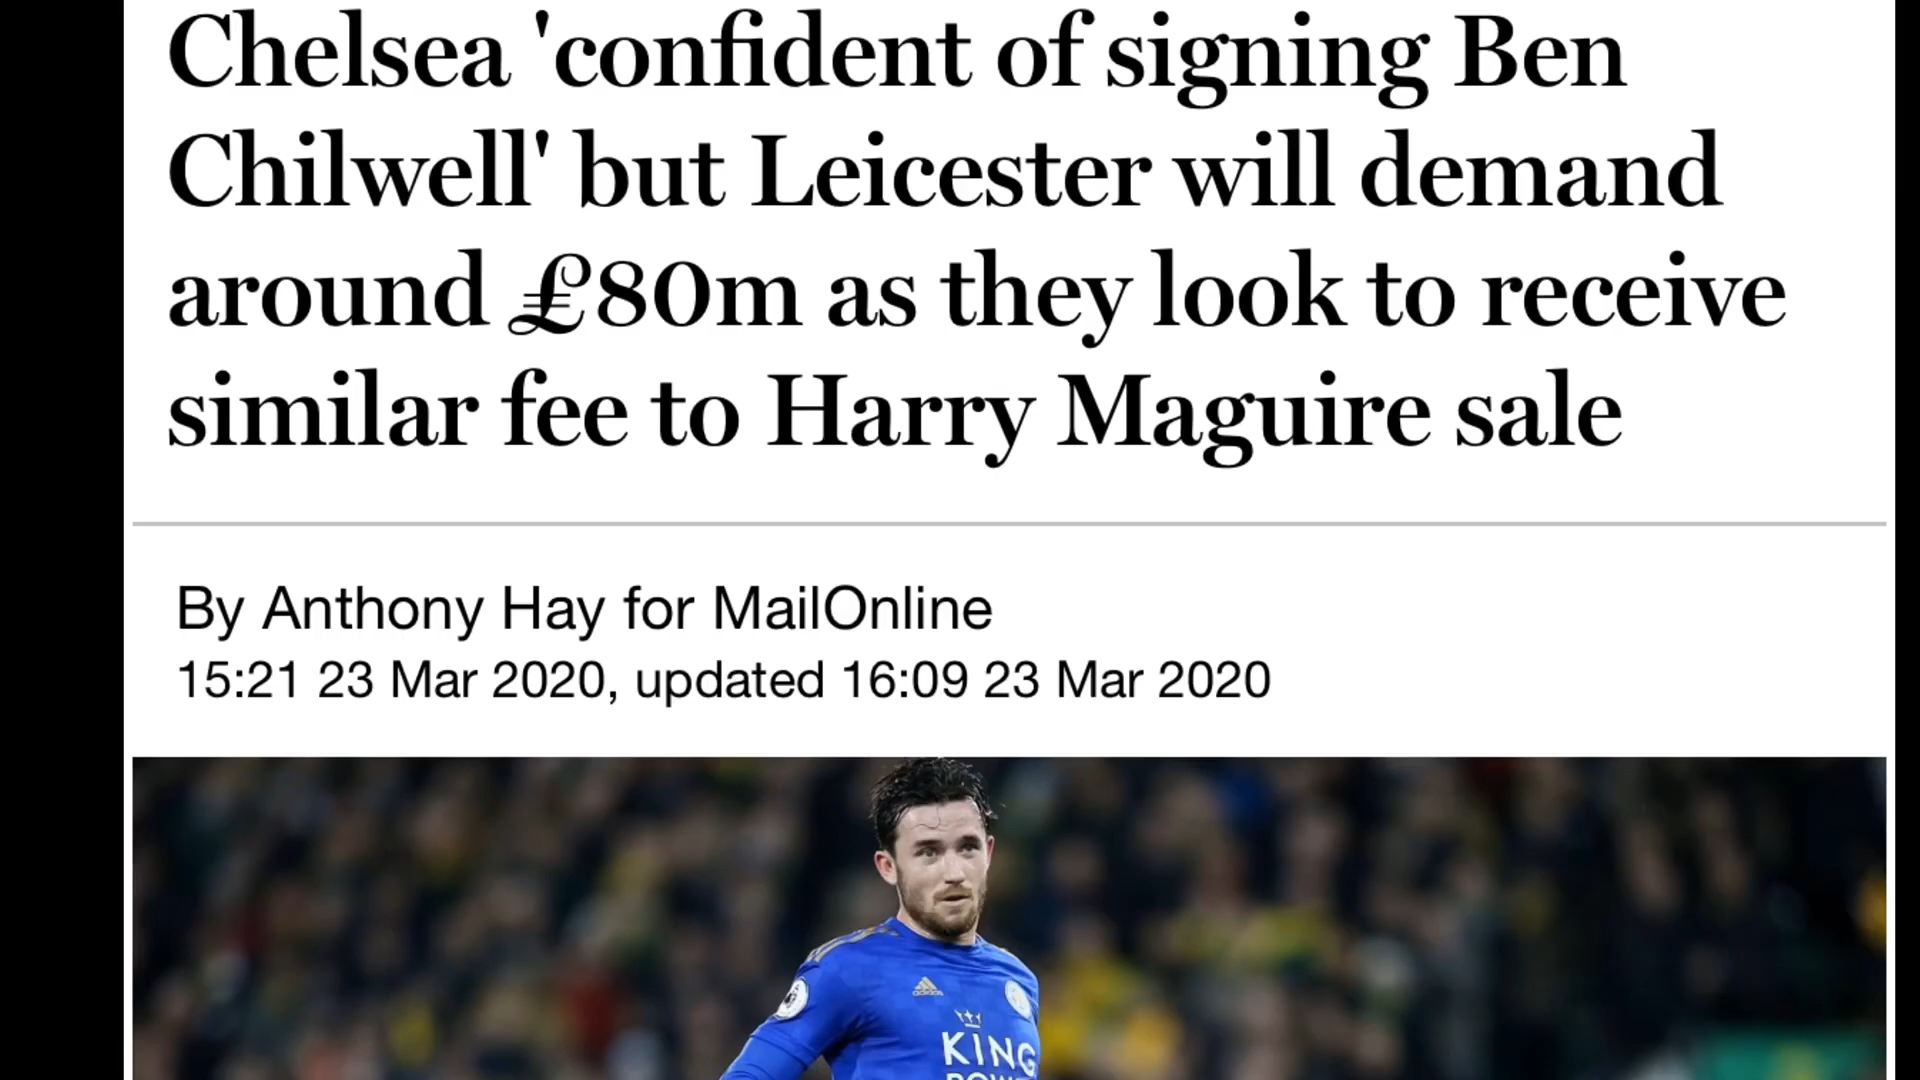 Chelsea 'confident of signing Ben
Chilwell' but Leicester will demand
around £80m as they look to receive
similar fee to Harry Maguire sale
By Anthony Hay for MailOnline
15:21 23 Mar 2020, updated 16:09 23 Mar 2020
adidas
KING
POWER